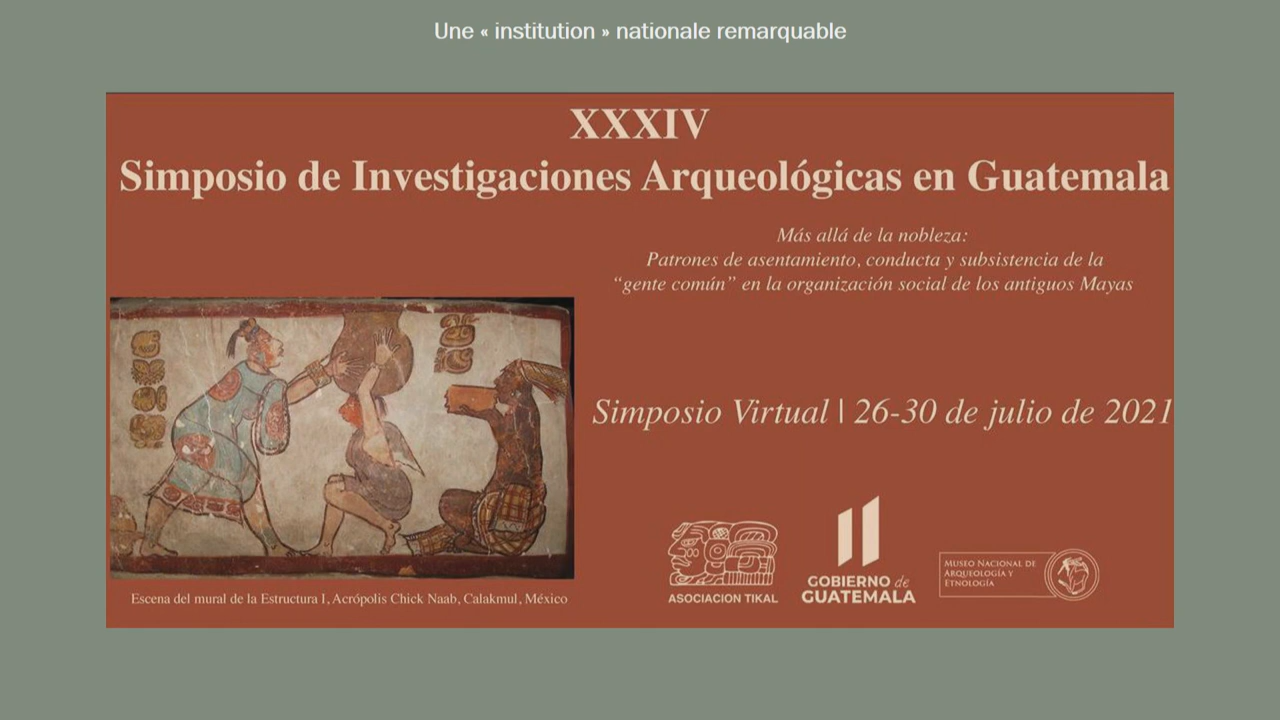 Une « institution » nationale remarquable
XXXIV
Simposio de Investigaciones Arqueológicas en Guatemala
Más allá de la nobleza:
Patrones de asentamiento, conducta y subsistencia de la
“gente común” en la organización social de los antiguos Mayas
Simposio Virtual | 26-30 de julio de 2021
ASOCIACION TIKAL
GOBIERNO de
GUATEMALA
MUSEO NACIONAL DE
ARQUEOLOGÍA Y
ETNOLOGÍA
Escena del mural de la Estructura I, Acrópolis Chick Naab, Calakmul, México